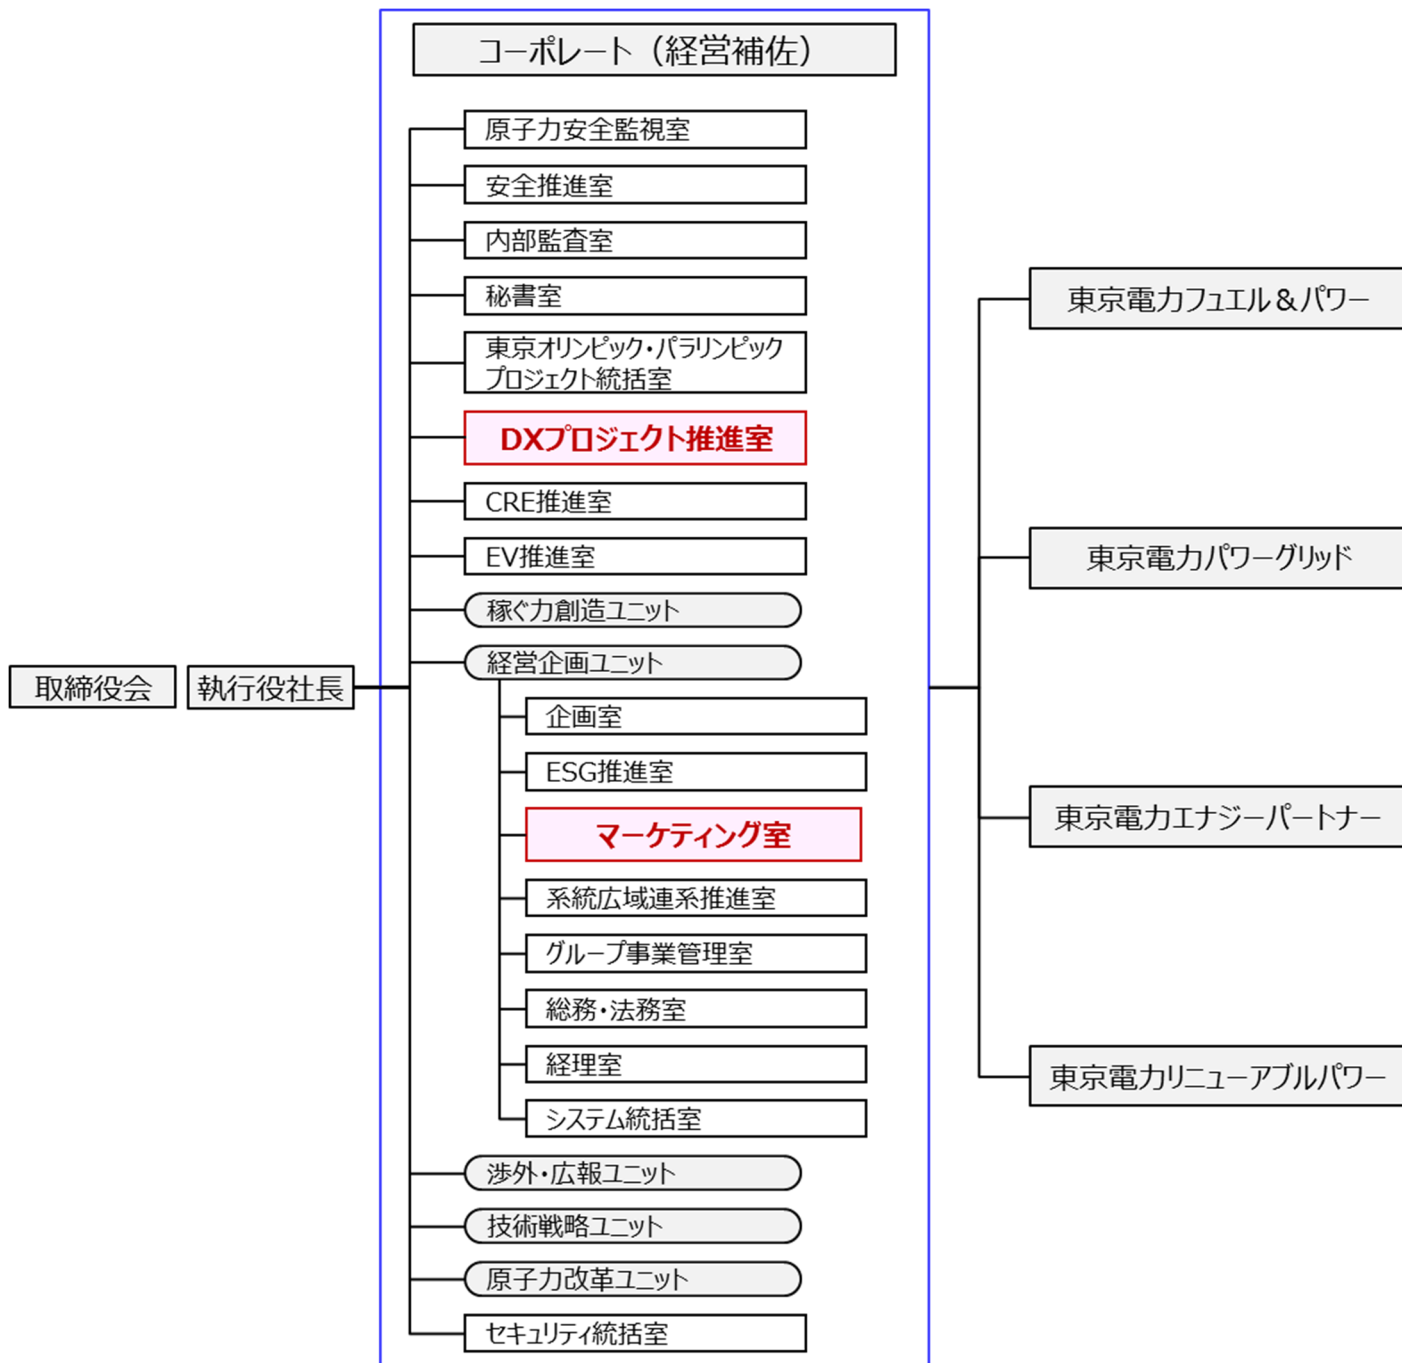 コーポレート（経営補佐）
原子力安全監視室
安全推進室
内部監査室
秘書室
東京オリンピック・パラリンピック
プロジェクト統括室
DXプロジェクト推進室
CRE推進室
EV推進室
稼ぐ力創造ユニット
経営企画ユニット
取締役会
執行役社長
企画室
ESG推進室
マーケティング室
系統広域連系推進室
グループ事業管理室
総務・法務室
経理室
システム統括室
渉外・広報ユニット
技術戦略ユニット
原子力改革ユニット
セキュリティ統括室
東京電力フュエル＆パワー
東京電力パワーグリッド
東京電力エナジーパートナー
東京電力リニューアブルパワー